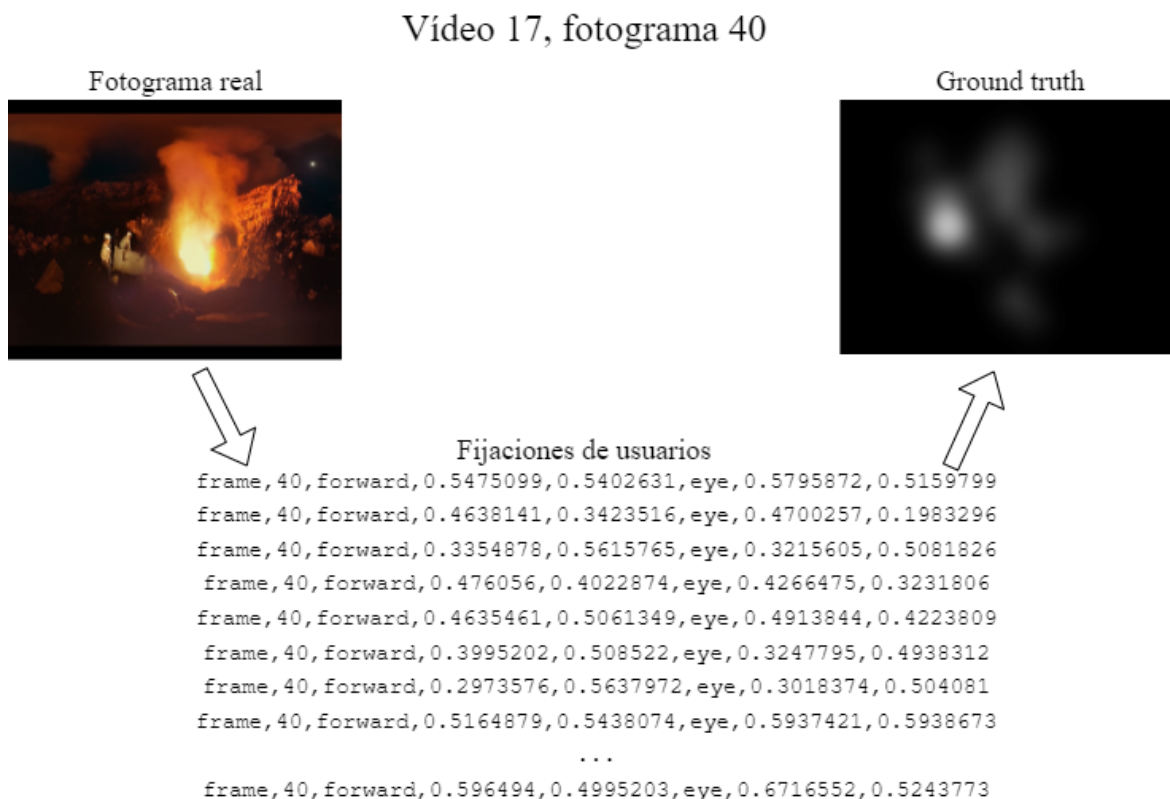 Vídeo 17, fotograma 40
Fotograma real
Ground truth
Fijaciones de usuarios
frame,40,forward,0.5475099,0.5402631,eye,0.5795872,0.5159799
frame,40,forward,0.4638141,0.3423516,eye,0.4700257,0.1983296
frame,40,forward,0.3354878,0.5615765,eye,0.3215605,0.5081826
frame,40,forward,0.476056,0.4022874,eye,0.4266475,0.3231806
frame,40,forward,0.4635461,0.5061349,eye,0.4913844,0.4223809
frame,40,forward,0.3995202,0.508522,eye,0.3247795,0.4938312
frame,40,forward,0.2973576,0.5637972,eye,0.3018374,0.504081
frame,40,forward,0.5164879,0.5438074,eye,0.5937421,0.5938673
...
frame,40,forward,0.596494,0.4995203,eye,0.6716552,0.5243773